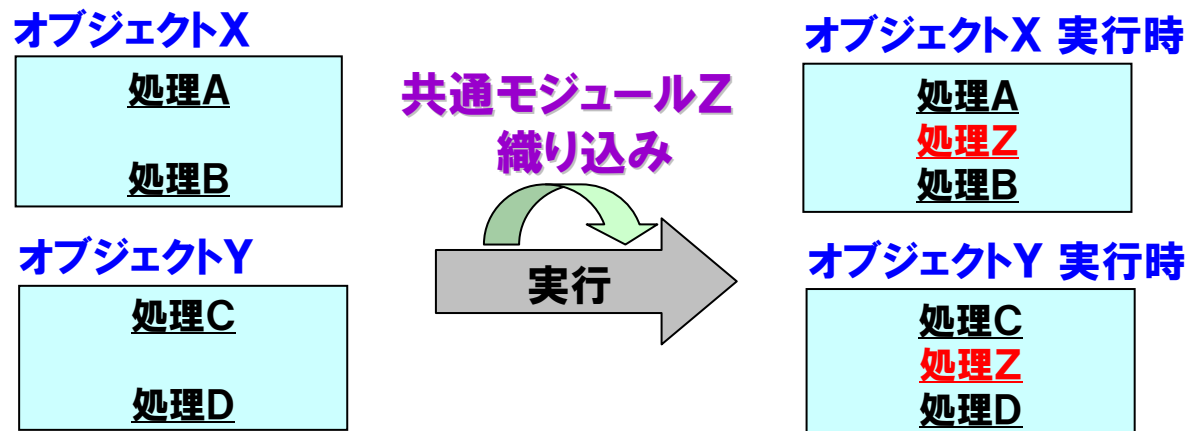 オブジェクトX
処理A
処理B
オブジェクトY
処理C
処理D
共通モジュールZ
織り込み
実行
オブジェクトX 実行時
処理A
処理Z
処理B
オブジェクトY 実行時
処理C
処理Z
処理D